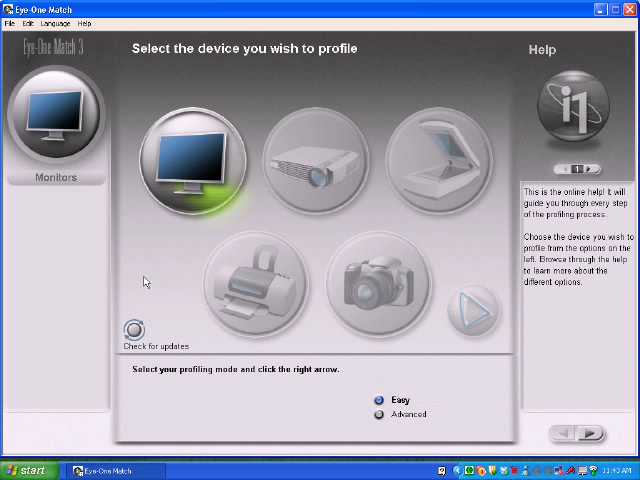 Eye-One Match
File Edit Language Help
Eye-One Match 3
Select the device you wish to profile
Help
i1
Monitors
1
This is the online help! It will
guide you through every step
of the profiling process.
Choose the device you wish to
profile from the options on the
left. Browse through the help
to learn more about the
different options.
Check for updates
Select your profiling mode and click the right arrow.
Easy
Advanced
start
Eye-One Match
11:43 AM